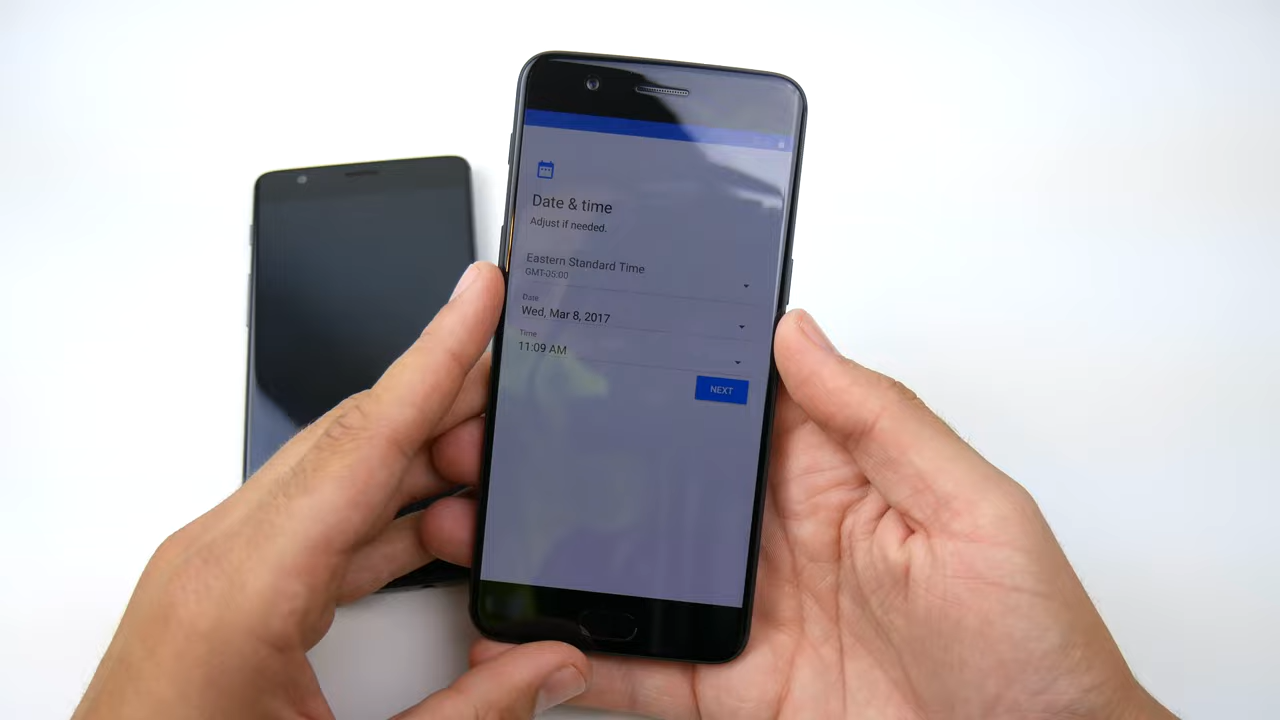 Date & time
Adjust if needed.
Eastern Standard Time
GMT-05:00
Date
Wed, Mar 8, 2017
Time
11:09 AM
NEXT